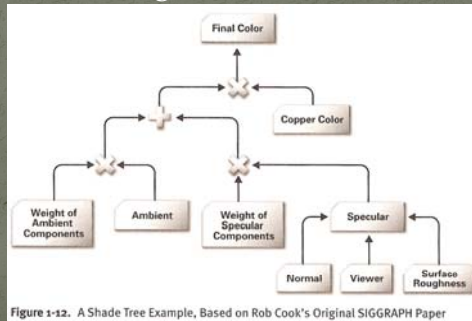 Final Color
Copper Color
Weight of
Ambient
Components
Ambient
Weight of
Specular
Components
Specular
Normal
Viewer
Surface
Roughness
Figure 1-12. A Shade Tree Example, Based on Rob Cook's Original SIGGRAPH Paper